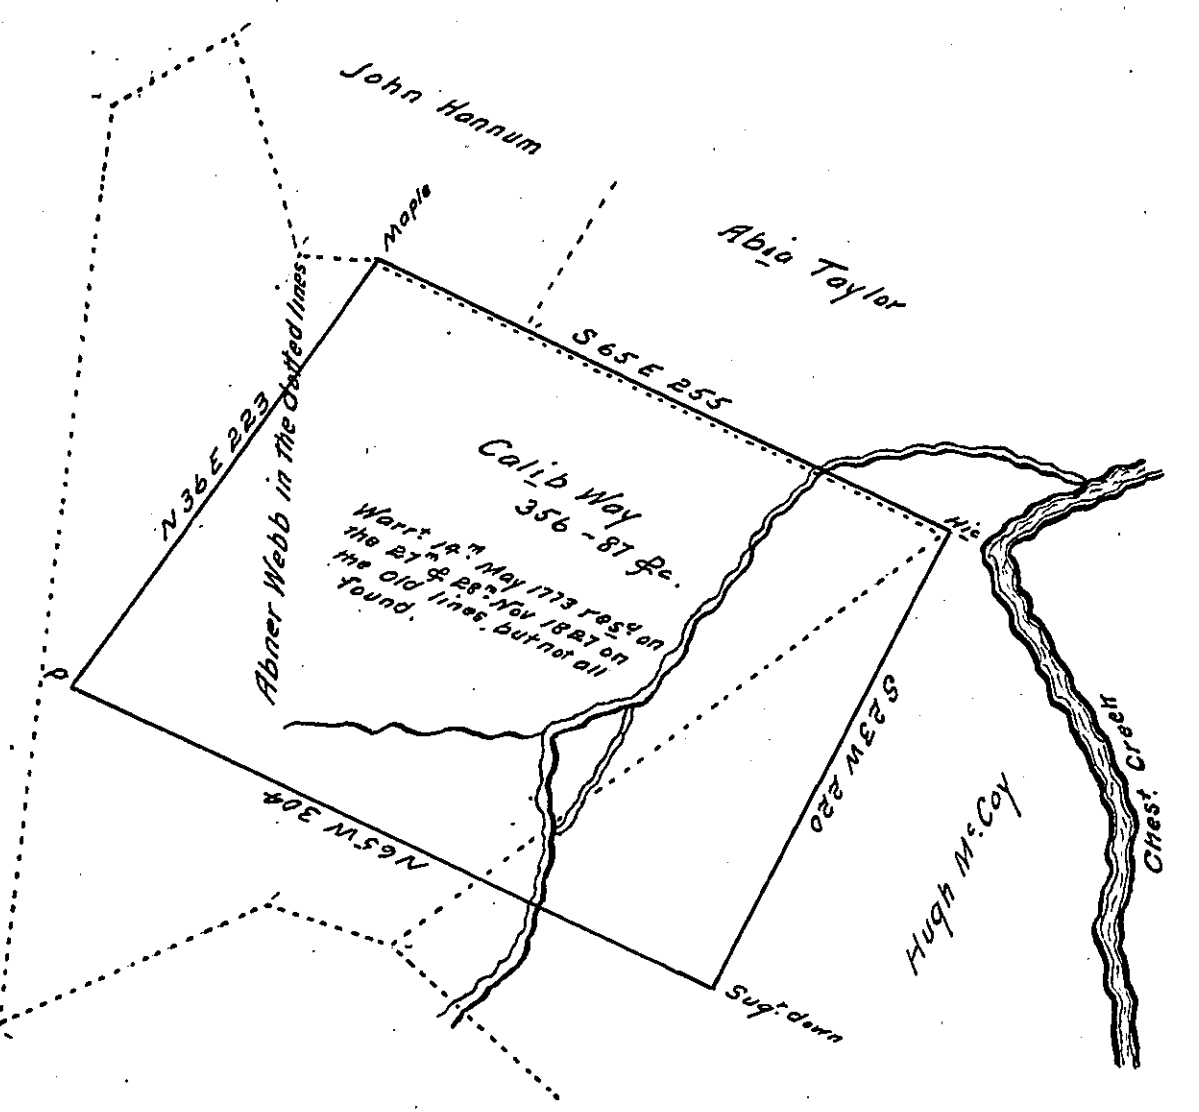 John Hannum
Maple
Abia Taylor
S 65 E 255
N 36 E 223
Abner Webb in the dotted lines
Calib Way
356 ~ 87 &c.
Warrt 14th May 1773 resd on
the 27th & 28th Nov 1827 on
the old lines, but not all
found.
Hic
P
S 23 W 220
N 65 W 304
Hugh McCoy
Chest. Creek
Sugr. down